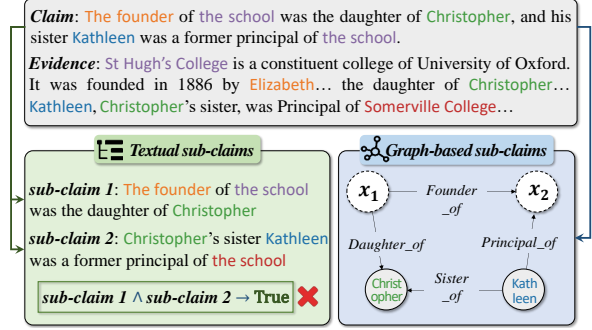 Claim: The founder of the school was the daughter of Christopher, and his
sister Kathleen was a former principal of the school.
Evidence: St Hugh's College is a constituent college of University of Oxford.
It was founded in 1886 by Elizabeth… the daughter of Christopher…
Kathleen, Christopher's sister, was Principal of Somerville College…
Textual sub-claims
sub-claim 1: The founder of the school
was the daughter of Christopher
sub-claim 2: Christopher's sister Kathleen
was a former principal of the school
sub-claim 1 ∧ sub-claim 2 → True
Graph-based sub-claims
x1
Founder
_of
x2
Daughter_of
Principal_of
Christ
opher
Sister
_of
Kath
leen